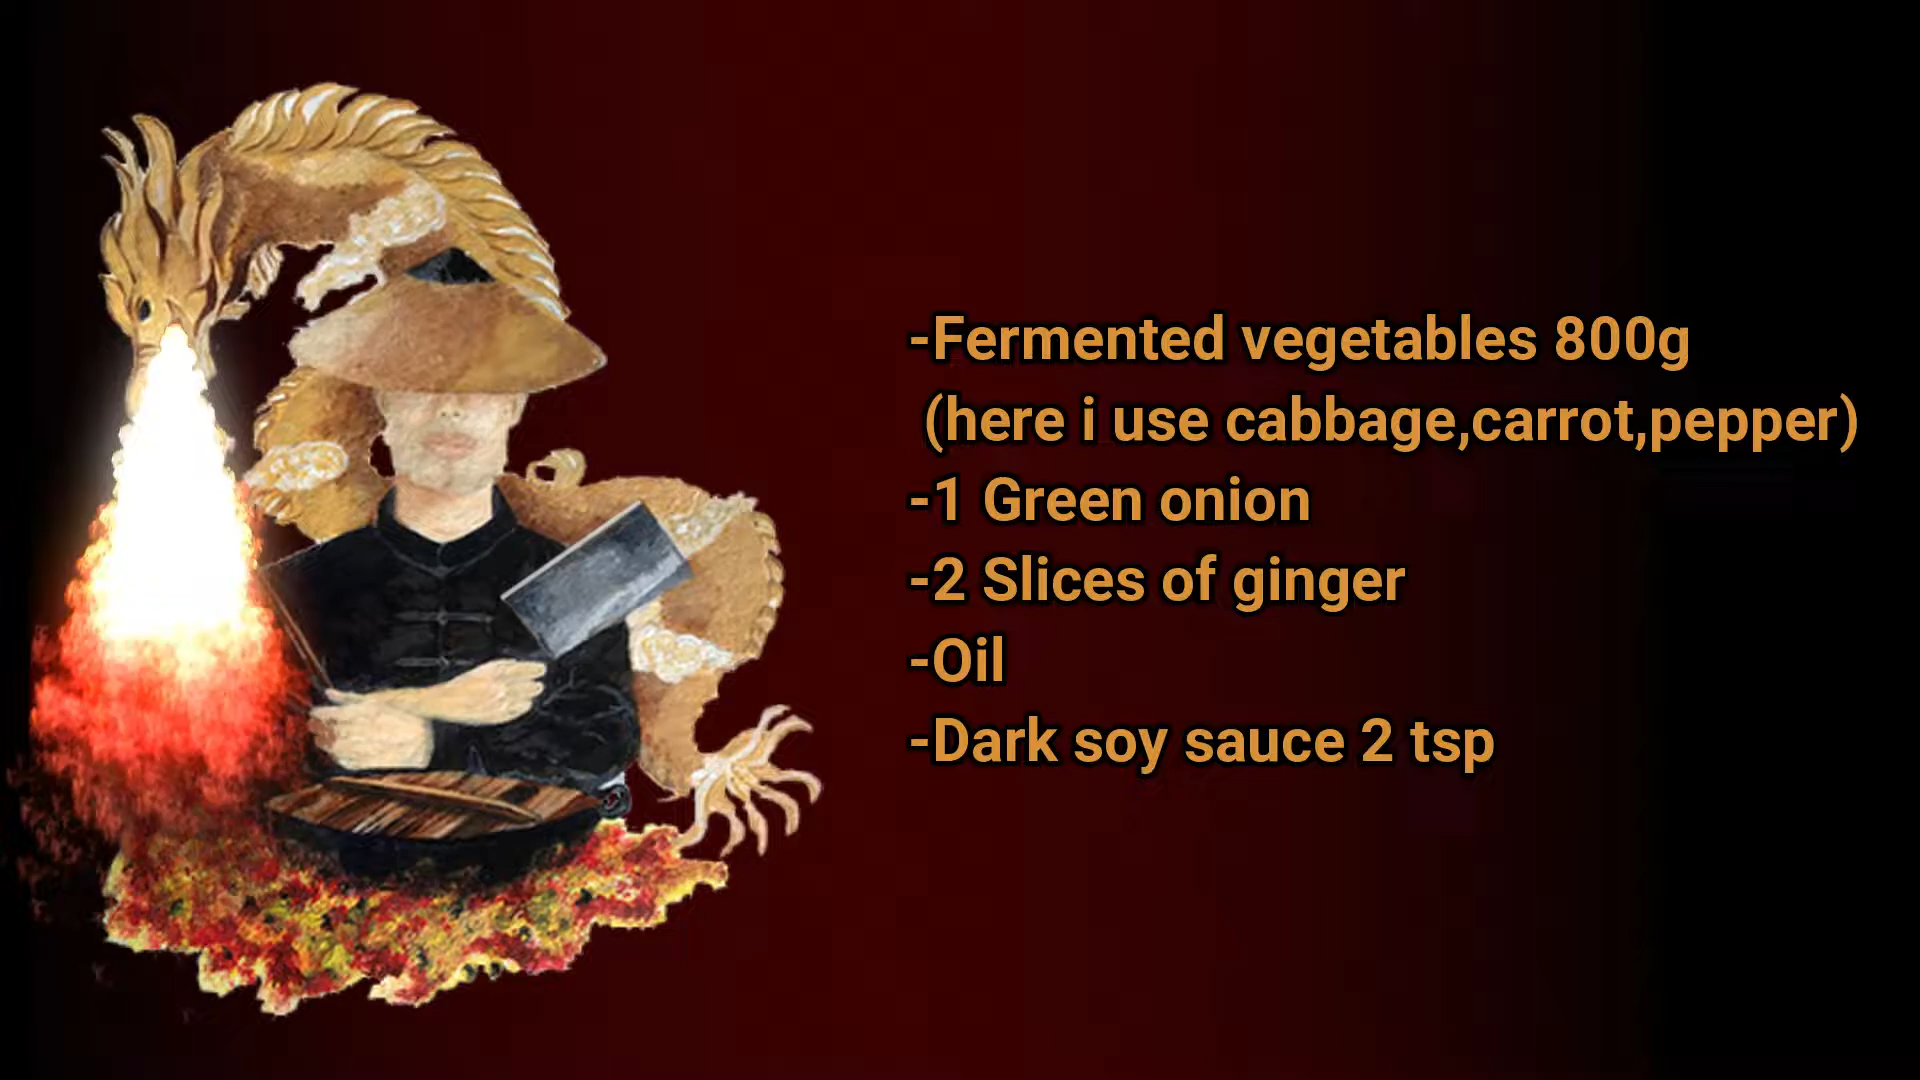 -Fermented vegetables 800g
(here i use cabbage,carrot,pepper)
-1 Green onion
-2 Slices of ginger
-Oil
-Dark soy sauce 2 tsp